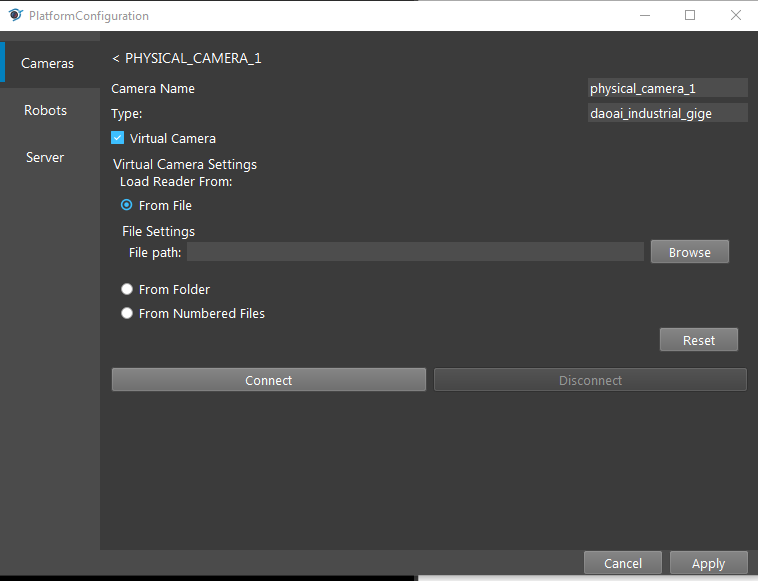 PlatformConfiguration
Cameras
Robots
Server
< PHYSICAL_CAMERA_1
Camera Name physical_camera_1
Type: daoai_industrial_gige
Virtual Camera
Virtual Camera Settings
Load Reader From:
From File
File Settings
File path: Browse
From Folder
From Numbered Files
Reset
Connect Disconnect
Cancel Apply